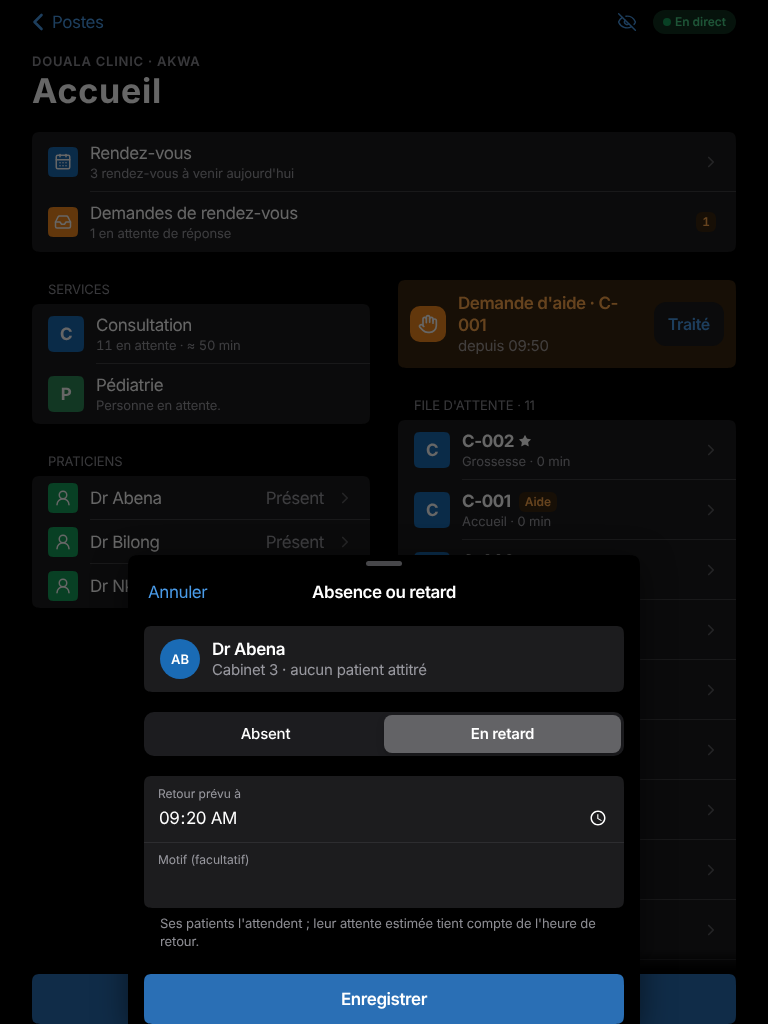 Postes
En direct
DOUALA CLINIC · AKWA
Accueil
Rendez-vous
3 rendez-vous à venir aujourd'hui
Demandes de rendez-vous
1 en attente de réponse
1
SERVICES
C
Consultation
11 en attente · ≈ 50 min
P
Pédiatrie
Personne en attente.
PRATICIENS
Dr Abena
Présent
Dr Bilong
Présent
Demande d'aide · C-
001
depuis 09:50
Traité
FILE D'ATTENTE · 11
C
C-002 ★
Grossesse · 0 min
C
C-001
Aide
Accueil · 0 min
Annuler
Absence ou retard
AB
Dr Abena
Cabinet 3 · aucun patient attitré
Absent
En retard
Retour prévu à
09:20 AM
Motif (facultatif)
Ses patients l'attendent ; leur attente estimée tient compte de l'heure de
retour.
Enregistrer